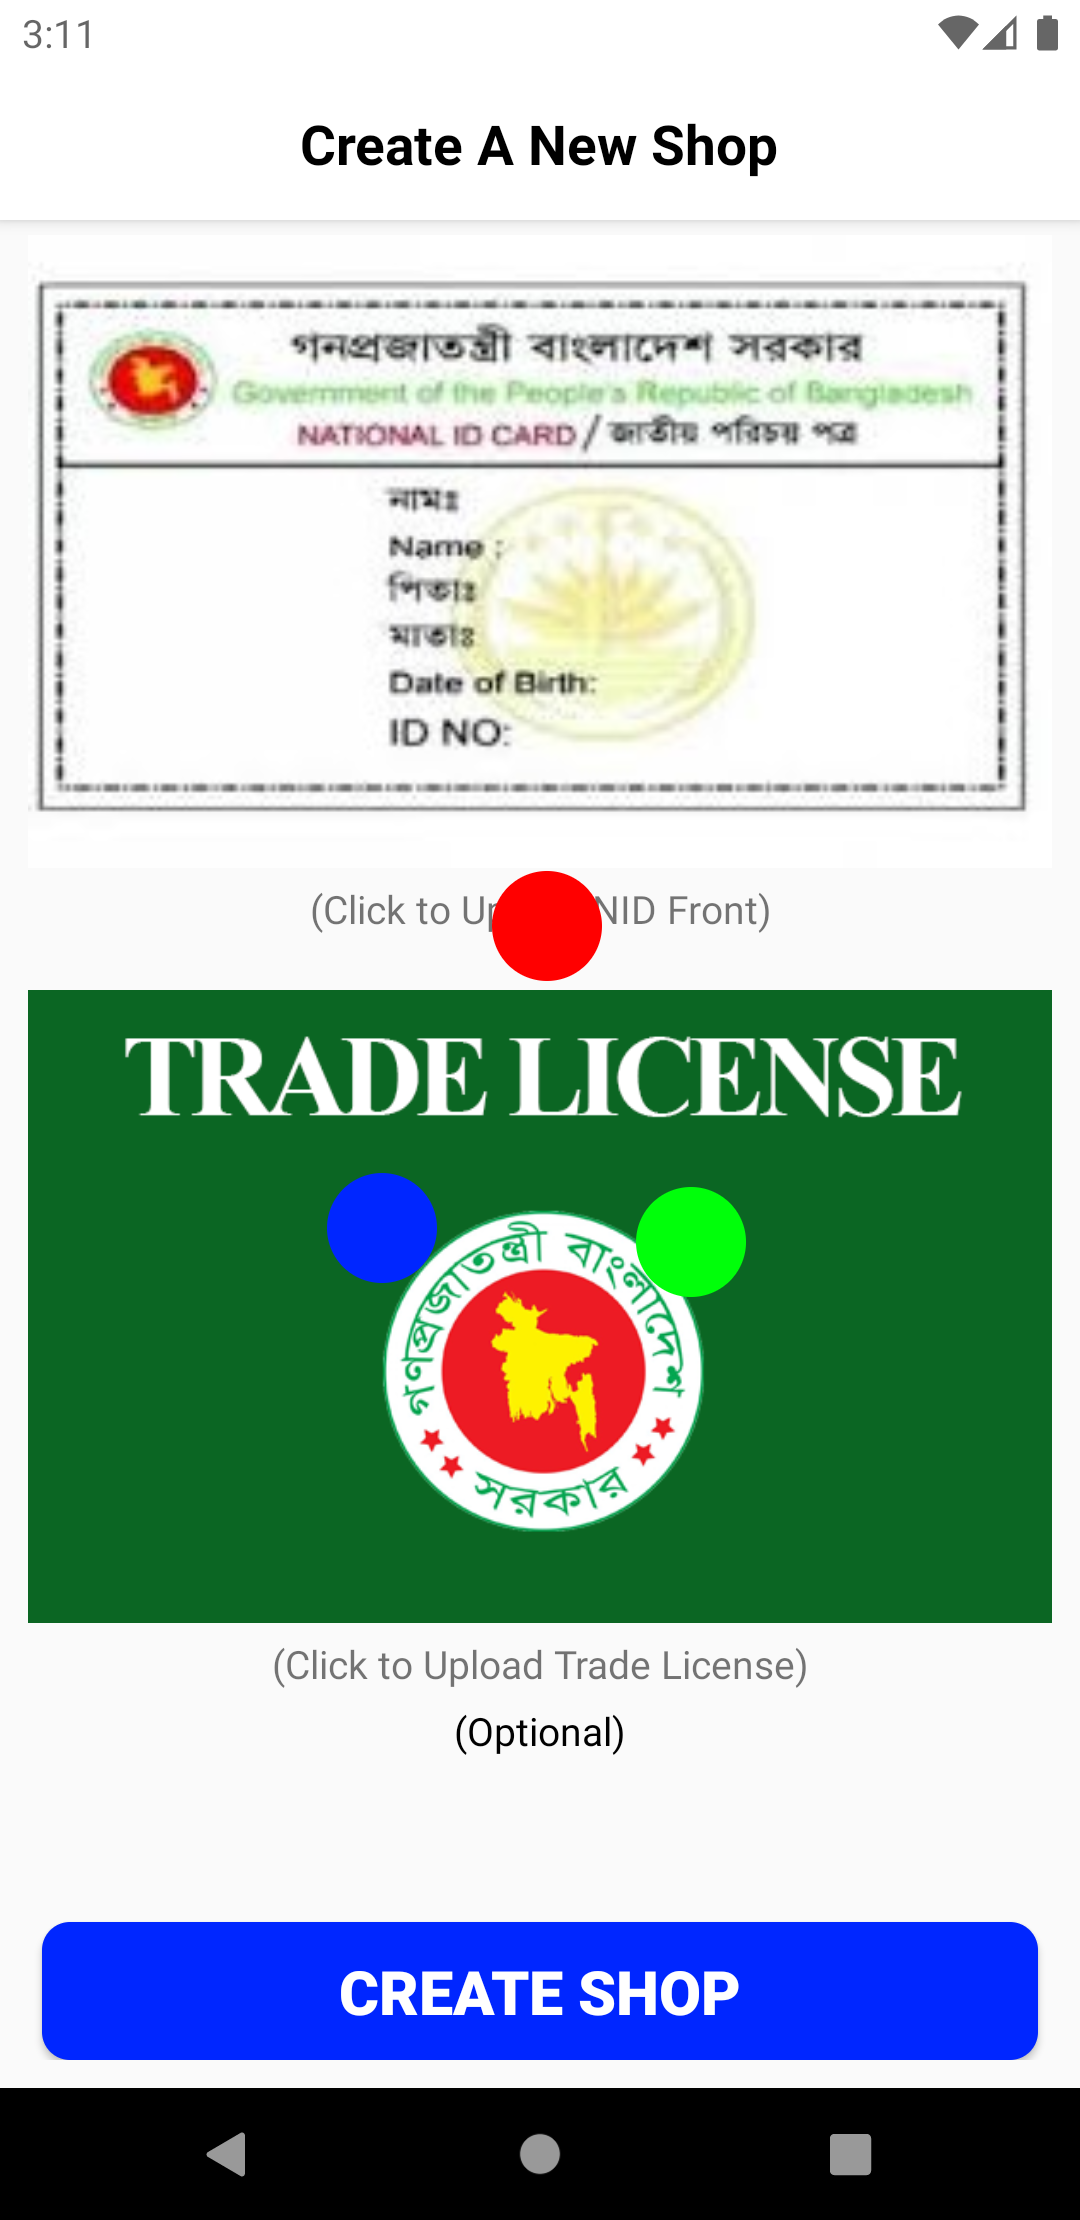 3:11
Create A New Shop
গনপ্রজাতন্ত্রী বাংলাদেশ সরকার
Government of the People's Republic of Bangladesh
NATIONAL ID CARD / জাতীয় পরিচয় পত্র
নামঃ
Name :
পিতাঃ
মাতাঃ
Date of Birth:
ID NO:
(Click to Up NID Front)
TRADE LICENSE
গণপ্রজাতন্ত্রী বাংলাদেশ
সরকার
(Click to Upload Trade License)
(Optional)
CREATE SHOP